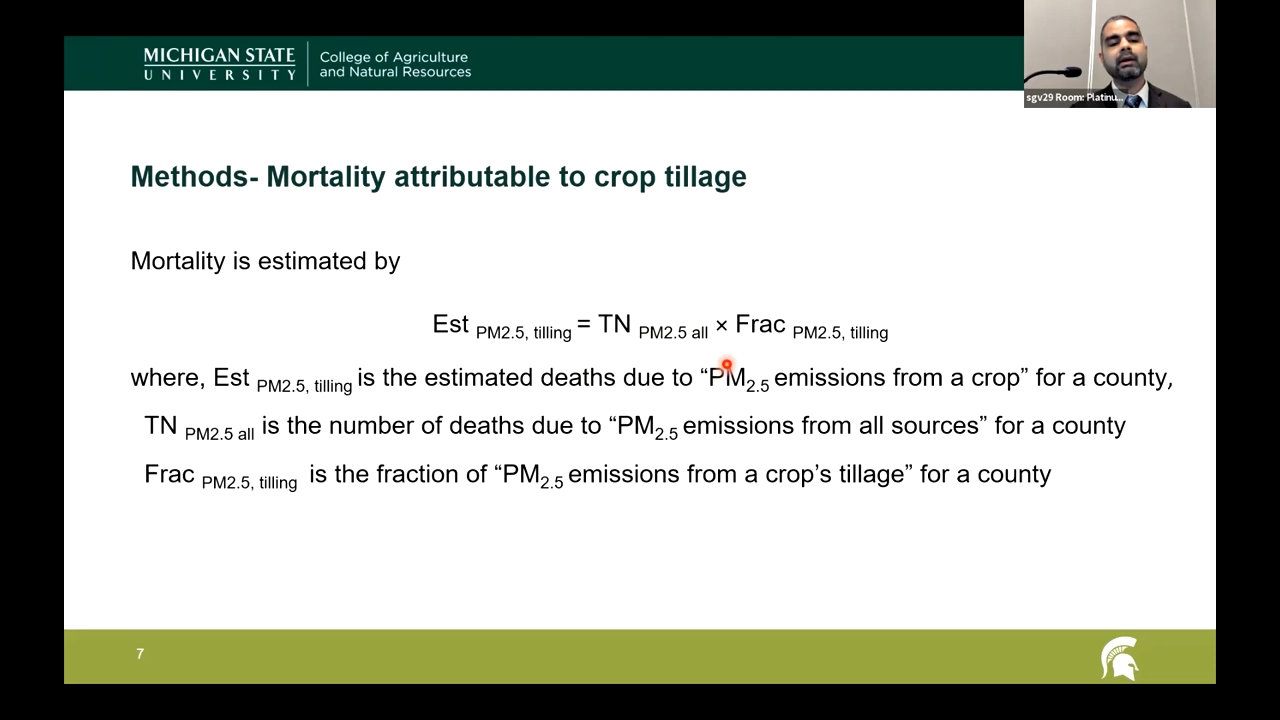 MICHIGAN STATE
UNIVERSITY
College of Agriculture
and Natural Resources
sgv29 Room: Platinu...
Methods- Mortality attributable to crop tillage
Mortality is estimated by
Est PM2.5, tilling = TN PM2.5 all × Frac PM2.5, tilling
where, Est PM2.5, tilling is the estimated deaths due to “PM2.5 emissions from a crop” for a county,
TN PM2.5 all is the number of deaths due to “PM2.5 emissions from all sources” for a county
Frac PM2.5, tilling is the fraction of “PM2.5 emissions from a crop’s tillage” for a county
7